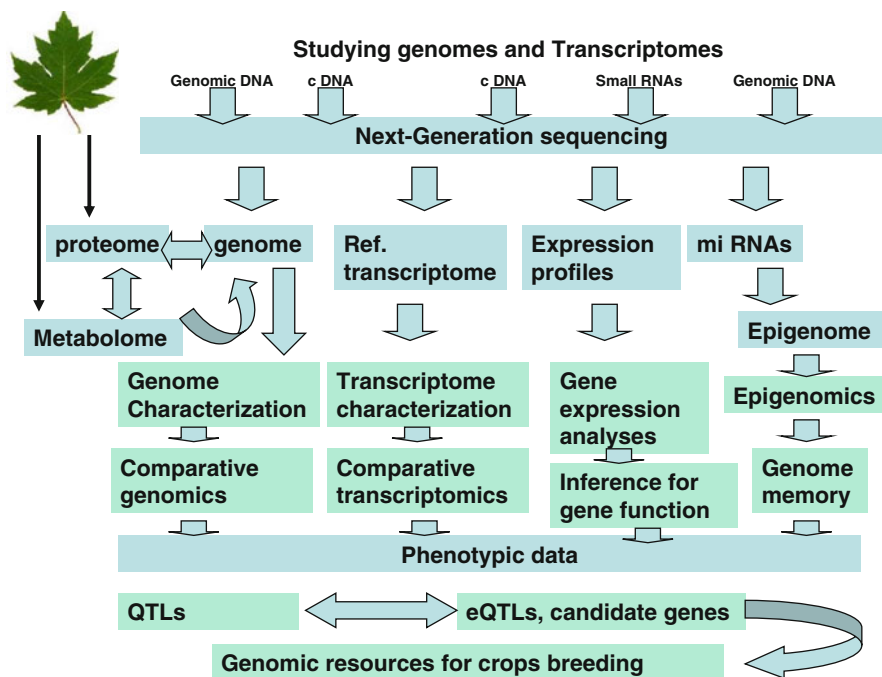 Studying genomes and Transcriptomes
Genomic DNA
c DNA
c DNA
Small RNAs
Genomic DNA
Next-Generation sequencing
proteome
genome
Ref.
transcriptome
Expression
profiles
mi RNAs
Metabolome
Epigenome
Genome
Characterization
Transcriptome
characterization
Gene
expression
analyses
Epigenomics
Comparative
genomics
Comparative
transcriptomics
Inference for
gene function
Genome
memory
Phenotypic data
QTLs
eQTLs, candidate genes
Genomic resources for crops breeding